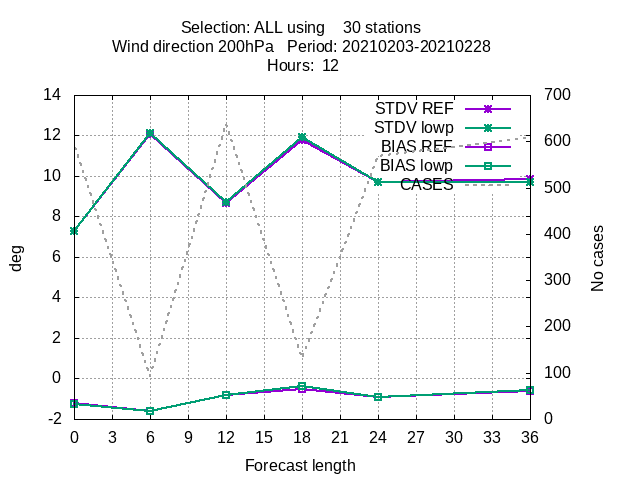 Selection: ALL using 30 stations
Wind direction 200hPa Period: 20210203-20210228
Hours: 12
14
12
10
8
6
4
2
0
-2
deg
700
600
500
400
300
200
100
0
No cases
STDV REF
STDV lowp
BIAS REF
BIAS lowp
CASES
0 3 6 9 12 15 18 21 24 27 30 33 36
Forecast length